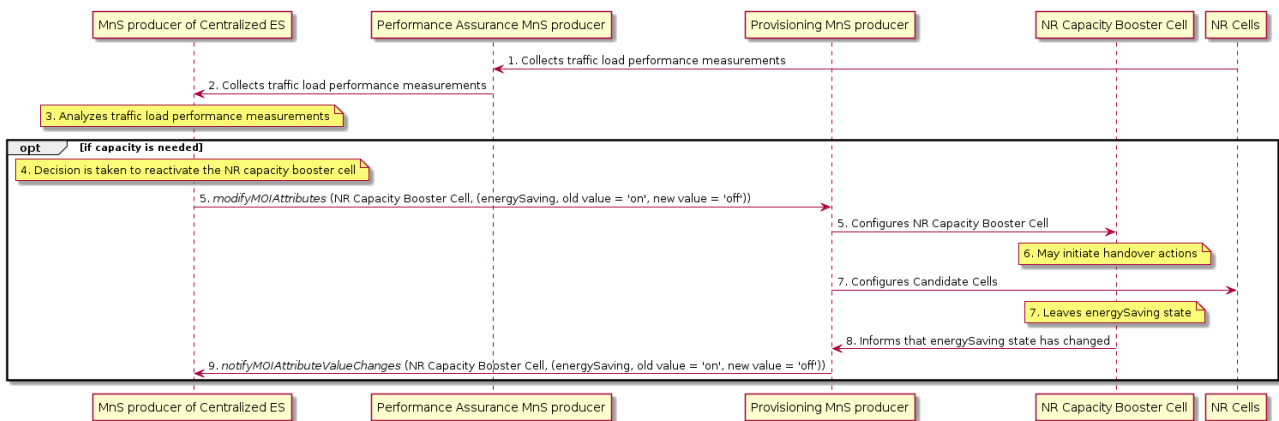 MnS producer of Centralized ES
Performance Assurance MnS producer
Provisioning MnS producer
NR Capacity Booster Cell
NR Cells
1. Collects traffic load performance measurements
2. Collects traffic load performance measurements
3. Analyzes traffic load performance measurements
opt
[if capacity is needed]
4. Decision is taken to reactivate the NR capacity booster cell
5. modifyMOIAttributes (NR Capacity Booster Cell, (energySaving, old value = 'on', new value = 'off'))
5. Configures NR Capacity Booster Cell
6. May initiate handover actions
7. Configures Candidate Cells
7. Leaves energySaving state
8. Informs that energySaving state has changed
9. notifyMOIAttributeValueChanges (NR Capacity Booster Cell, (energySaving, old value = 'on', new value = 'off'))
MnS producer of Centralized ES
Performance Assurance MnS producer
Provisioning MnS producer
NR Capacity Booster Cell
NR Cells